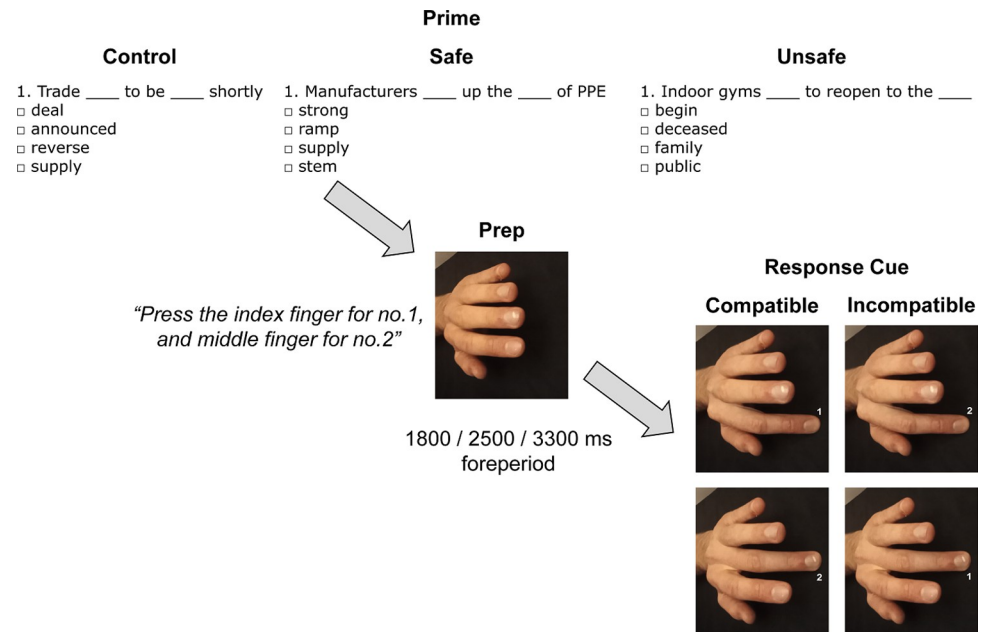 Prime
Control
Safe
Unsafe
1. Trade ____ to be ____ shortly
□ deal
□ announced
□ reverse
□ supply
1. Manufacturers ____ up the ____ of PPE
□ strong
□ ramp
□ supply
□ stem
1. Indoor gyms ____ to reopen to the ____
□ begin
□ deceased
□ family
□ public
Prep
“Press the index finger for no.1,
and middle finger for no.2”
1800 / 2500 / 3300 ms
foreperiod
Response Cue
Compatible
Incompatible
1
2
2
1